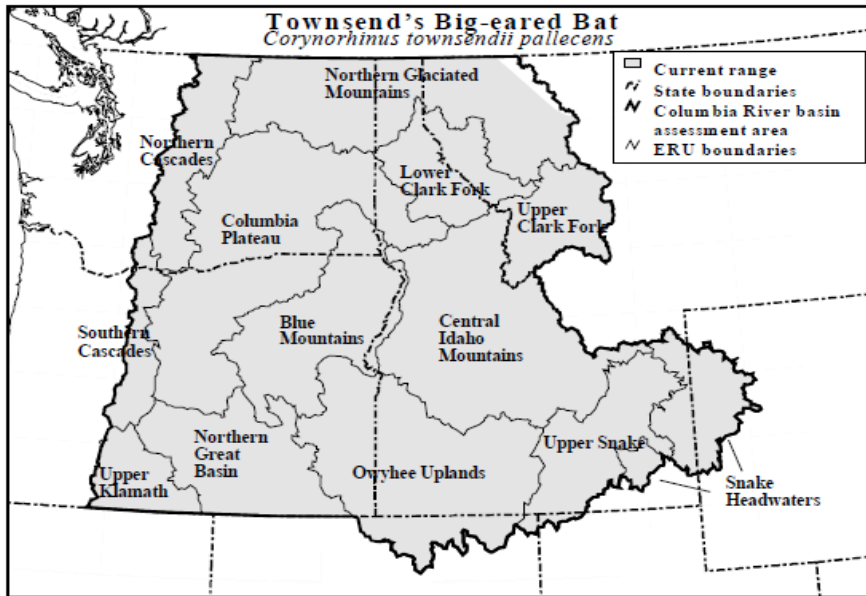 Townsend's Big-eared Bat
Corynorhinus townsendii pallecens
Current range
State boundaries
Columbia River basin
assessment area
ERU boundaries
Northern Glaciated
Mountains
Northern
Cascades
Lower
Clark Fork
Upper
Clark Fork
Columbia
Plateau
Southern
Cascades
Blue
Mountains
Central
Idaho
Mountains
Northern
Great
Basin
Upper
Klamath
Owyhee Uplands
Upper Snake
Snake
Headwaters